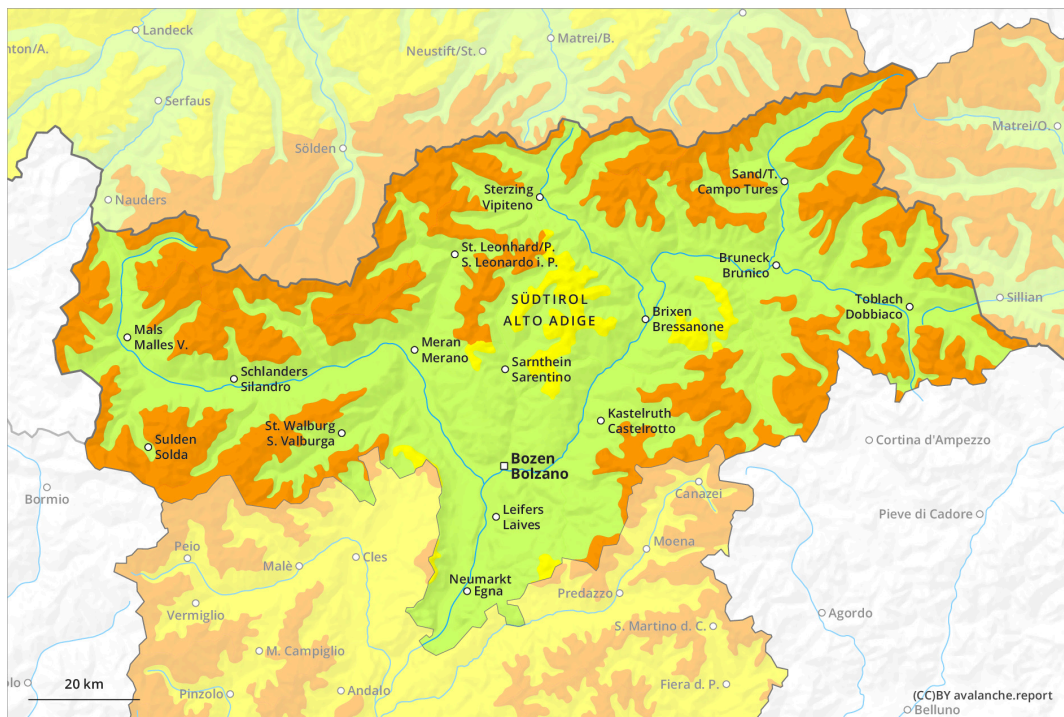 Landeck
nton/A.
Neustift/St.
Matrei/B.
Serfaus
Matrei/O.
Sölden
Sand/T.
Campo Tures
Sterzing
Vipiteno
Nauders
St. Leonhard/P.
S. Leonardo i. P.
Bruneck
Brunico
SÜDTIROL
ALTO ADIGE
Toblach
Dobbiaco
Sillian
Brixen
Bressanone
Mals
Malles V.
Meran
Merano
Sarnthein
Sarentino
Schlanders
Silandro
Kastelruth
Castelrotto
St. Walburg
S. Valburga
Sulden
Solda
Cortina d'Ampezzo
Bozen
Bolzano
Bormio
Canazei
Leifers
Laives
Pieve di Cadore
Peio
Cles
Moena
Malè
Neumarkt
Egna
Predazzo
Vermiglio
Agordo
S. Martino d. C.
M. Campiglio
olo
20 km
Pinzolo
Andalo
Fiera d. P.
(CC)BY avalanche.report
Belluno